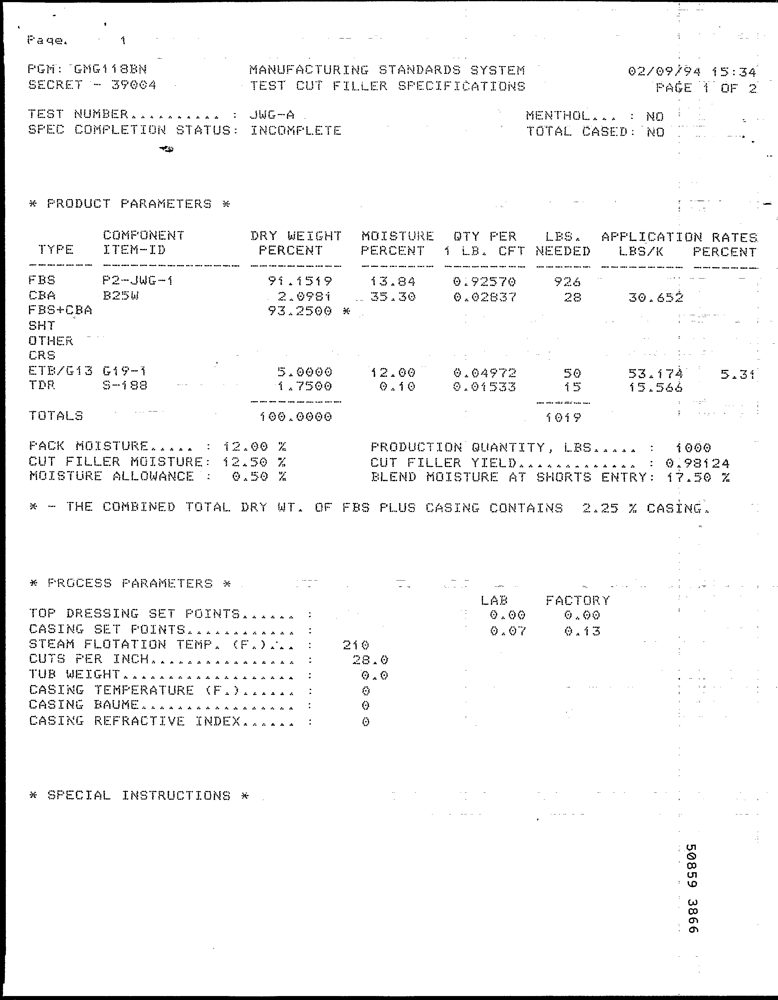 Page. 1
PGM: GMG118BN MANUFACTURING STANDARDS SYSTEM 02/09/94 15:34
SECRET - 39004 TEST CUT FILLER SPECIFICATIONS PAGE 1 OF 2
TEST NUMBER.......... : JWG-A MENTHOL... : NO
SPEC COMPLETION STATUS: INCOMPLETE TOTAL CASED: NO
* PRODUCT PARAMETERS *
COMPONENT DRY WEIGHT MOISTURE QTY PER LBS. APPLICATION RATES
TYPE ITEM-ID PERCENT PERCENT 1 LB. CFT NEEDED LBS/K PERCENT
FBS P2-JWG-1 91.1519 13.84 0.92570 926
CBA B25W 2.0981 35.30 0.02837 28 30.652
FBS+CBA 93.2500 *
SHT
OTHER
CRS
ETB/G13 G19-1 5.0000 12.00 0.04972 50 53.174 5.31
TDR S-188 1.7500 0.10 0.01533 15 15.566
TOTALS 100.0000 1019
PACK MOISTURE..... : 12.00 % PRODUCTION QUANTITY, LBS..... : 1000
CUT FILLER MOISTURE: 12.50 % CUT FILLER YIELD............. : 0.98124
MOISTURE ALLOWANCE : 0.50 % BLEND MOISTURE AT SHORTS ENTRY: 17.50 %
* - THE COMBINED TOTAL DRY WT. OF FBS PLUS CASING CONTAINS 2.25 % CASING.
* PROCESS PARAMETERS *
LAB FACTORY
TOP DRESSING SET POINTS...... : 0.00 0.00
CASING SET POINTS............ : 0.07 0.13
STEAM FLOTATION TEMP. (F.)... : 210
CUTS PER INCH................ : 28.0
TUB WEIGHT................... : 0.0
CASING TEMPERATURE (F.)...... : 0
CASING BAUME................. : 0
CASING REFRACTIVE INDEX...... : 0
* SPECIAL INSTRUCTIONS *
50859 3866